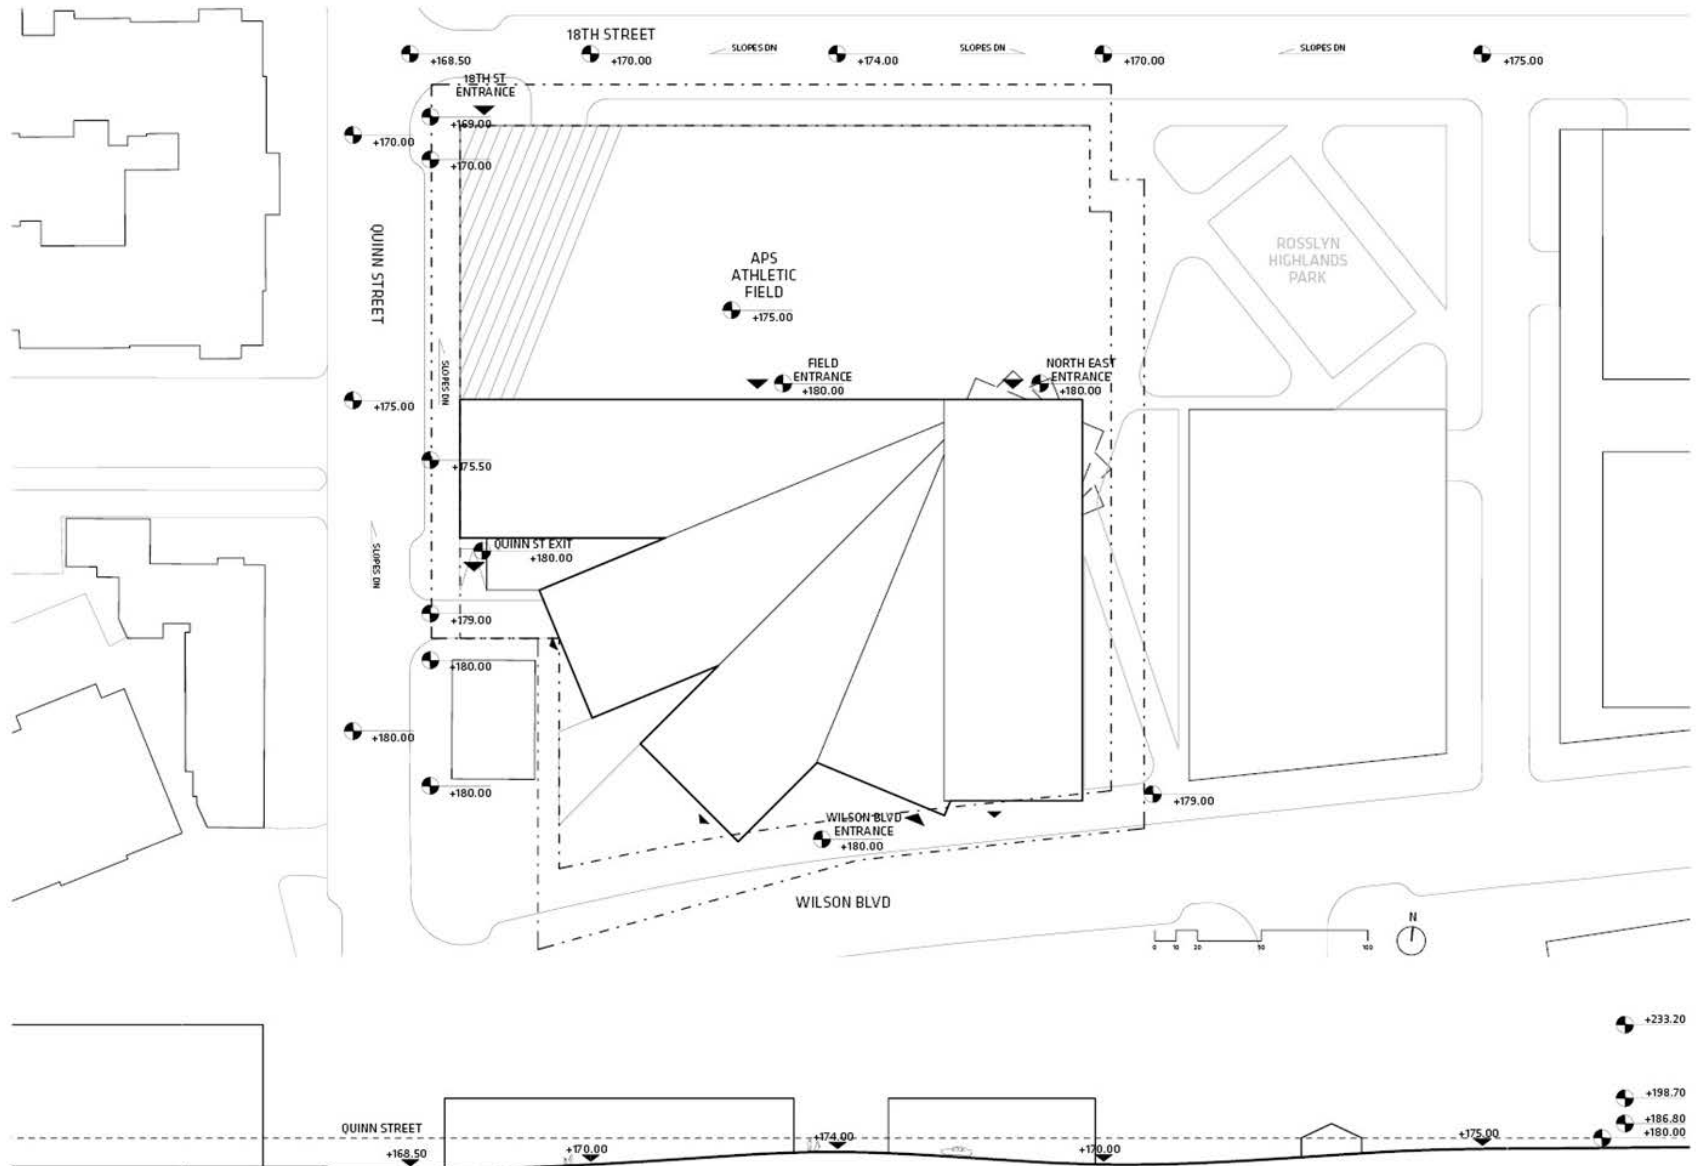 18TH STREET
+168.50
+170.00
SLOPES DN
+174.00
SLOPES DN
+170.00
SLOPES DN
+175.00
18TH ST
ENTRANCE
+169.00
+170.00
+170.00
QUINN STREET
APS
ATHLETIC
FIELD
+175.00
ROSSLYN
HIGHLANDS
PARK
SLOPES DN
FIELD
ENTRANCE
+180.00
NORTH EAST
ENTRANCE
+180.00
+175.00
+175.50
SLOPES DN
QUINN ST EXIT
+180.00
+179.00
+180.00
+180.00
+180.00
+179.00
WILSON BLVD
ENTRANCE
+180.00
WILSON BLVD
N
0 10 20 50 100
+233.20
+198.70
+186.80
+180.00
QUINN STREET
+168.50
+170.00
+174.00
+170.00
+175.00